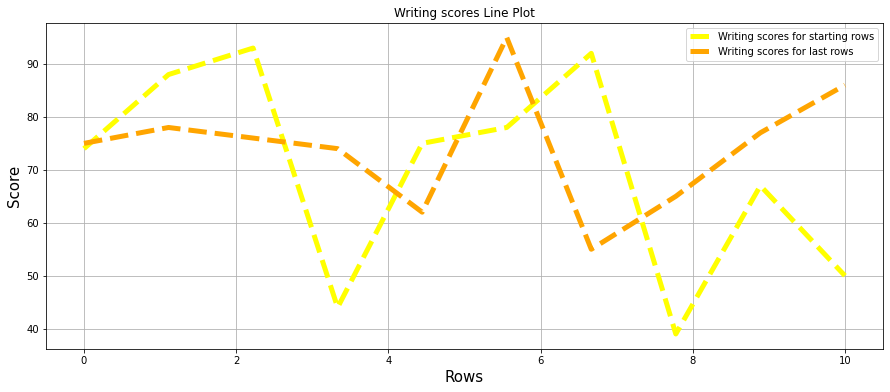 Writing scores Line Plot
Writing scores for starting rows
Writing scores for last rows
90
80
70
60
50
40
Score
0 2 4 6 8 10
Rows